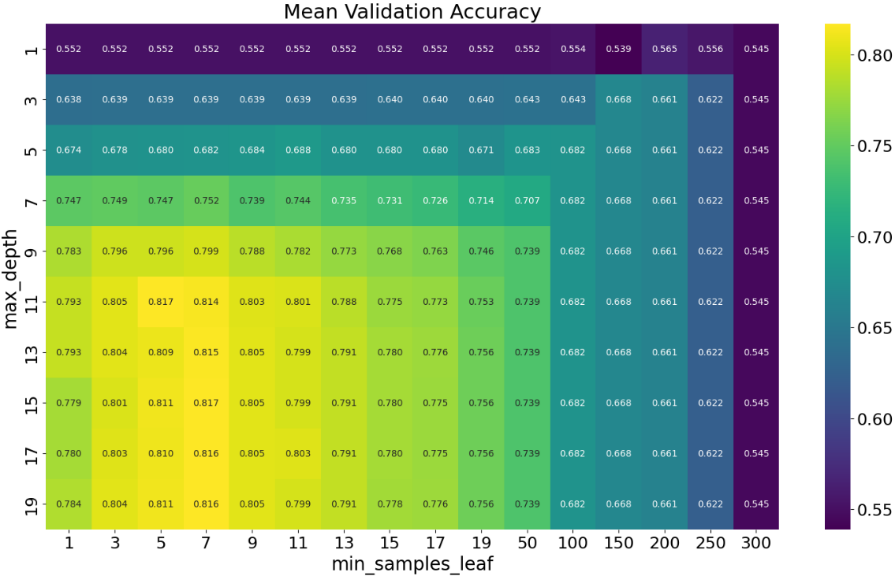 Mean Validation Accuracy
max_depth
1 0.552 0.552 0.552 0.552 0.552 0.552 0.552 0.552 0.552 0.552 0.552 0.554 0.539 0.565 0.556 0.545
3 0.638 0.639 0.639 0.639 0.639 0.639 0.639 0.640 0.640 0.640 0.643 0.643 0.668 0.661 0.622 0.545
5 0.674 0.678 0.680 0.682 0.684 0.688 0.680 0.680 0.680 0.671 0.683 0.682 0.668 0.661 0.622 0.545
7 0.747 0.749 0.747 0.752 0.739 0.744 0.735 0.731 0.726 0.714 0.707 0.682 0.668 0.661 0.622 0.545
9 0.783 0.796 0.796 0.799 0.788 0.782 0.773 0.768 0.763 0.746 0.739 0.682 0.668 0.661 0.622 0.545
11 0.793 0.805 0.817 0.814 0.803 0.801 0.788 0.775 0.773 0.753 0.739 0.682 0.668 0.661 0.622 0.545
13 0.793 0.804 0.809 0.815 0.805 0.799 0.791 0.780 0.776 0.756 0.739 0.682 0.668 0.661 0.622 0.545
15 0.779 0.801 0.811 0.817 0.805 0.799 0.791 0.780 0.775 0.756 0.739 0.682 0.668 0.661 0.622 0.545
17 0.780 0.803 0.810 0.816 0.805 0.803 0.791 0.780 0.775 0.756 0.739 0.682 0.668 0.661 0.622 0.545
19 0.784 0.804 0.811 0.816 0.805 0.799 0.791 0.778 0.776 0.756 0.739 0.682 0.668 0.661 0.622 0.545
1 3 5 7 9 11 13 15 17 19 50 100 150 200 250 300
min_samples_leaf
0.80
0.75
0.70
0.65
0.60
0.55